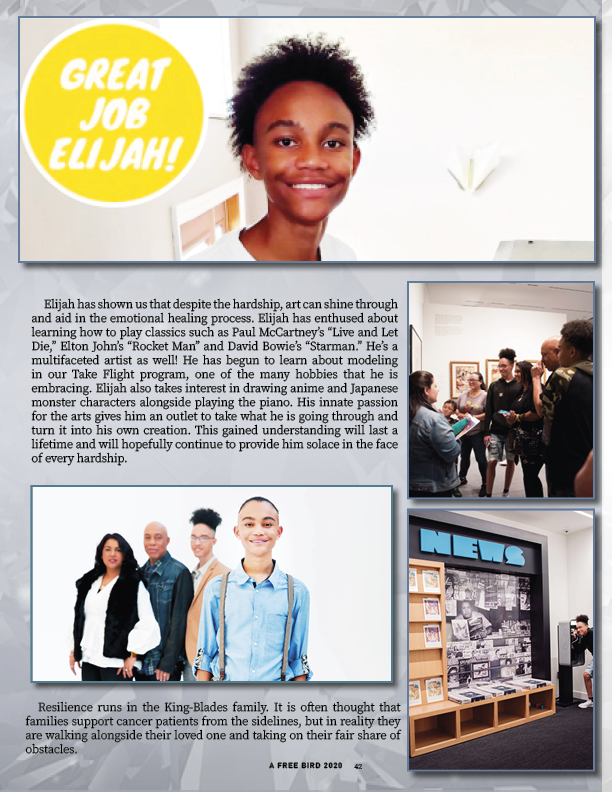 GREAT
JOB
ELIJAH!
Elijah has shown us that despite the hardship, art can shine through
and aid in the emotional healing process. Elijah has enthused about
learning how to play classics such as Paul McCartney’s “Live and Let
Die,” Elton John’s “Rocket Man” and David Bowie’s “Starman.” He’s a
multifaceted artist as well! He has begun to learn about modeling
in our Take Flight program, one of the many hobbies that he is
embracing. Elijah also takes interest in drawing anime and Japanese
monster characters alongside playing the piano. His innate passion
for the arts gives him an outlet to take what he is going through and
turn it into his own creation. This gained understanding will last a
lifetime and will hopefully continue to provide him solace in the face
of every hardship.
NEWS
Resilience runs in the King-Blades family. It is often thought that
families support cancer patients from the sidelines, but in reality they
are walking alongside their loved one and taking on their fair share of
obstacles.
A FREE BIRD 2020 42